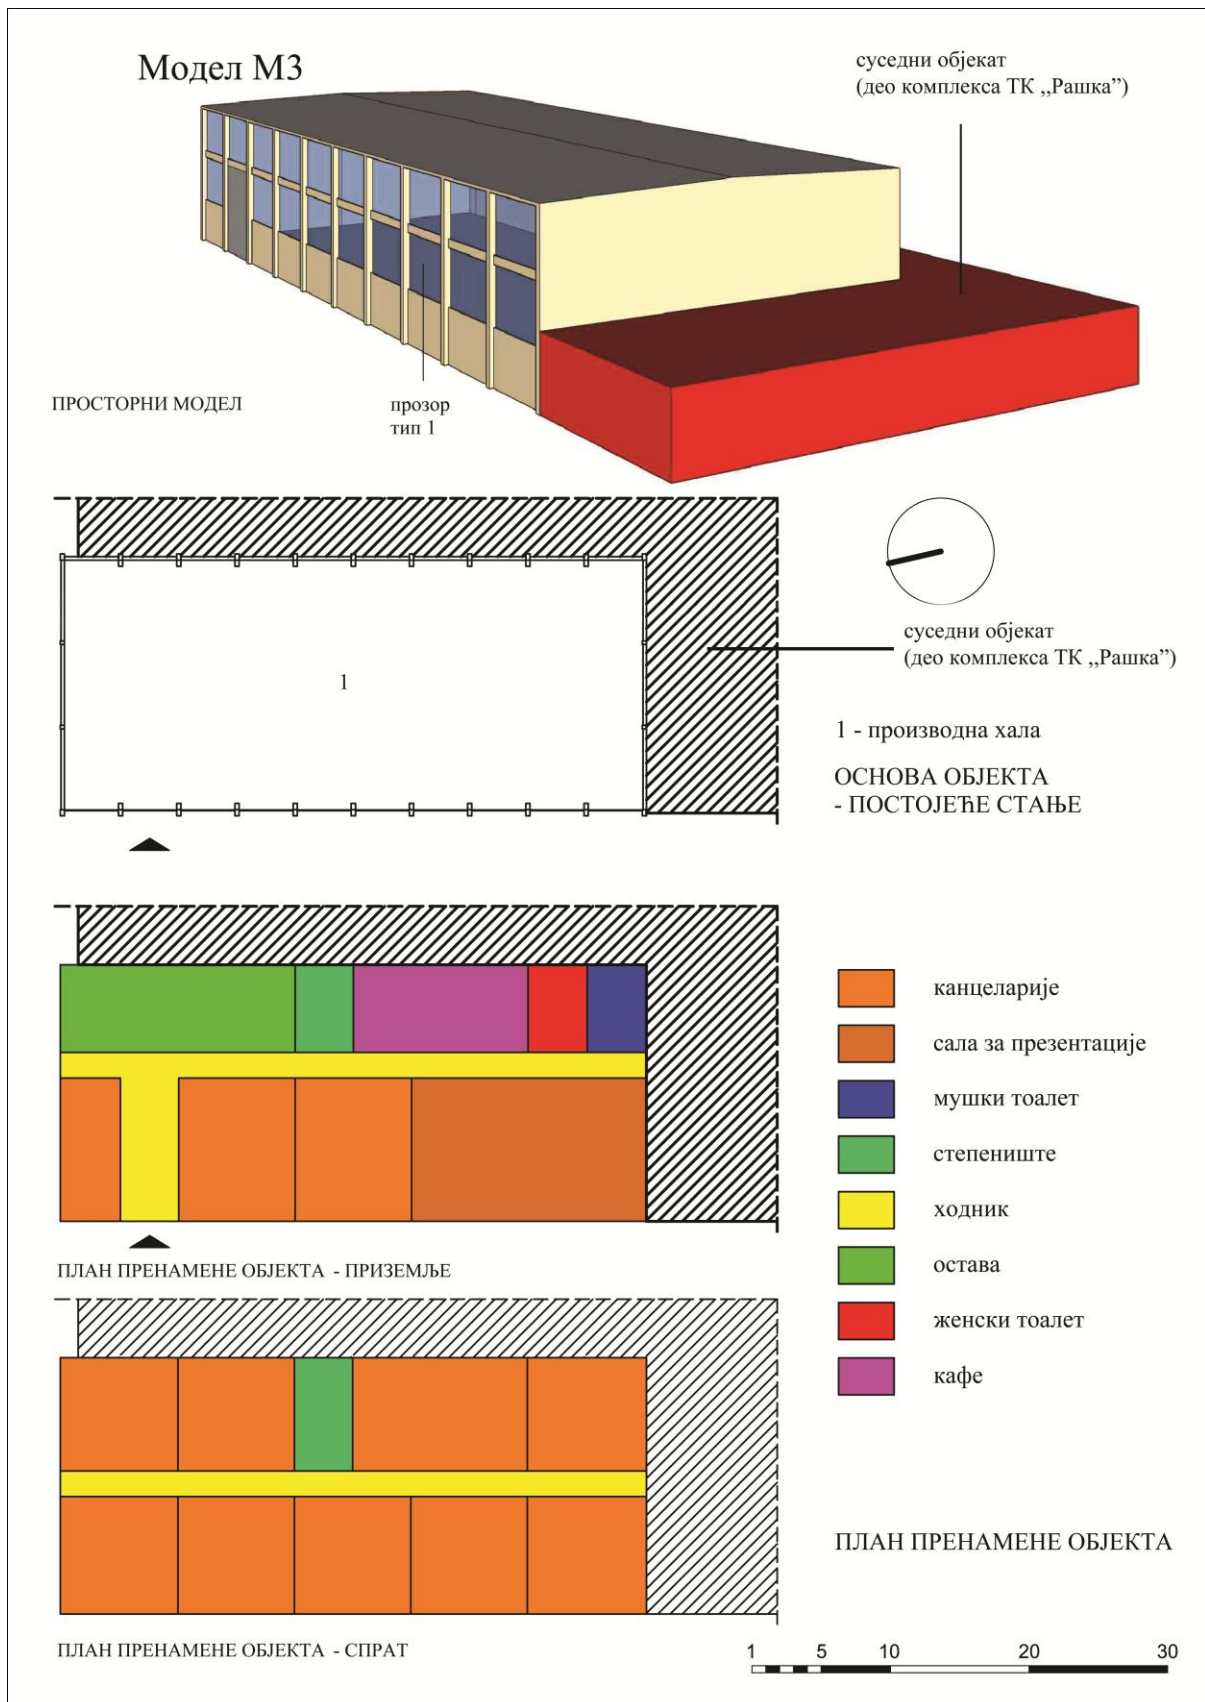 Модел М3
суседни објекат
(део комплекса ТК ,,Рашка”)
ПРОСТОРНИ МОДЕЛ
прозор
тип 1
суседни објекат
(део комплекса ТК ,,Рашка”)
1
1 - производна хала
ОСНОВА ОБЈЕКТА
- ПОСТОЈЕЋЕ СТАЊЕ
канцеларије
сала за презентације
мушки тоалет
степениште
ходник
остава
женски тоалет
кафе
ПЛАН ПРЕНАМЕНЕ ОБЈЕКТА - ПРИЗЕМЉЕ
ПЛАН ПРЕНАМЕНЕ ОБЈЕКТА
ПЛАН ПРЕНАМЕНЕ ОБЈЕКТА - СПРАТ
1 5 10 20 30